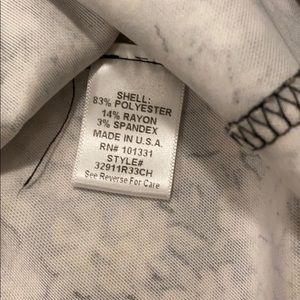 SHELL:
83% POLYESTER
14% RAYON
3% SPANDEX
MADE IN U.S.A.
RN# 101331
STYLE#
32911R33CH
See Reverse For Care